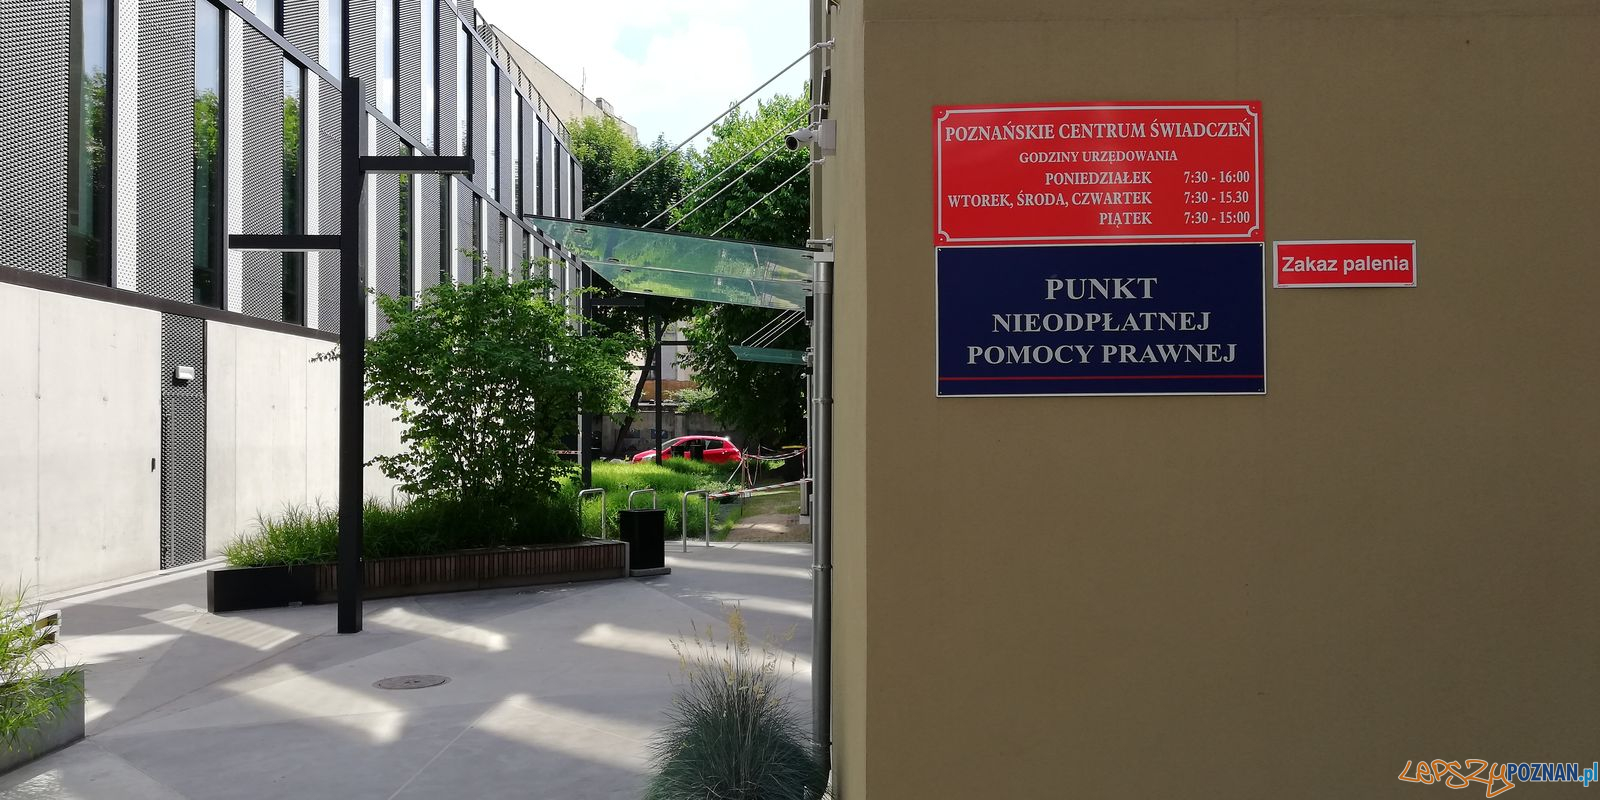 POZNAŃSKIE CENTRUM ŚWIADCZEŃ
GODZINY URZĘDOWANIA
PONIEDZIAŁEK 7:30 - 16:00
WTOREK, ŚRODA, CZWARTEK 7:30 - 15.30
PIĄTEK 7:30 - 15:00
PUNKT
NIEODPŁATNEJ
POMOCY PRAWNEJ
Zakaz palenia
LEPSZYPOZNAN.pl